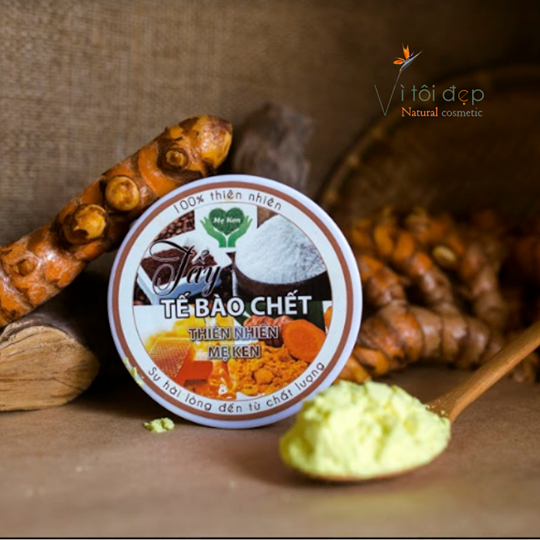 Vì tôi đẹp
Natural cosmetic
100% thiên nhiên
Mẹ Ken
Tẩy
TẾ BÀO CHẾT
THIÊN NHIÊN
MẸ KEN
Sự hài lòng đến từ chất lượng